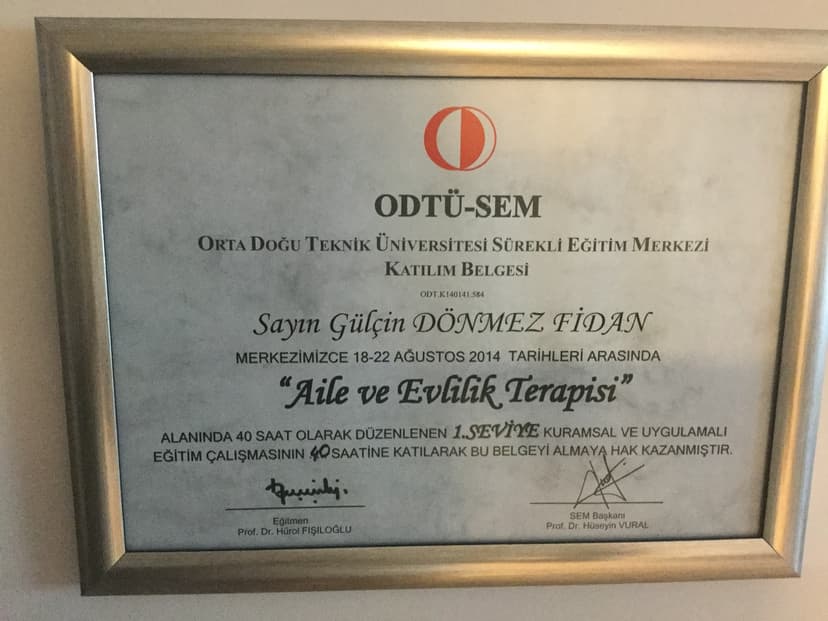 ODTÜ-SEM
ORTA DOĞU TEKNİK ÜNİVERSİTESİ SÜREKLİ EĞİTİM MERKEZİ
KATILIM BELGESİ
ODT.K140141.584
Sayın Gülçin DÖNMEZ FİDAN
MERKEZİMİZCE 18-22 AĞUSTOS 2014 TARİHLERİ ARASINDA
“Aile ve Evlilik Terapisi”
ALANINDA 40 SAAT OLARAK DÜZENLENEN 1.SEVİYE KURAMSAL VE UYGULAMALI
EĞİTİM ÇALIŞMASININ 40 SAATİNE KATILARAK BU BELGEYİ ALMAYA HAK KAZANMIŞTIR.
Eğitmen
Prof. Dr. Hürol FIŞILOĞLU
SEM Başkanı
Prof. Dr. Hüseyin VURAL